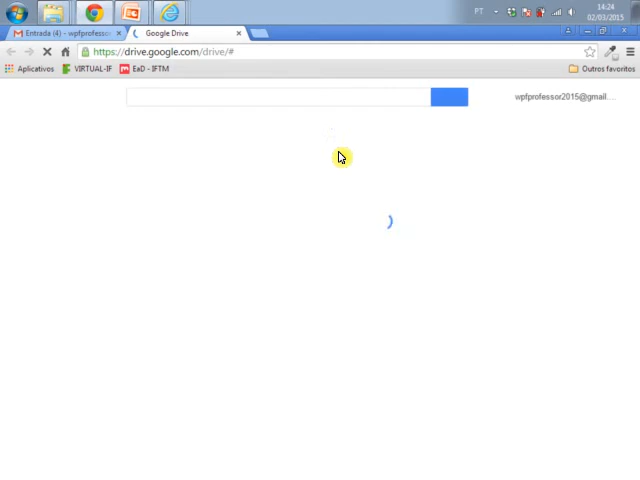 PT
14:24
02/03/2015
Entrada (4) - wpfprofessor
Google Drive
https://drive.google.com/drive/#
Aplicativos
VIRTUAL-IF
EaD - IFTM
Outros favoritos
wpfprofessor2015@gmail....